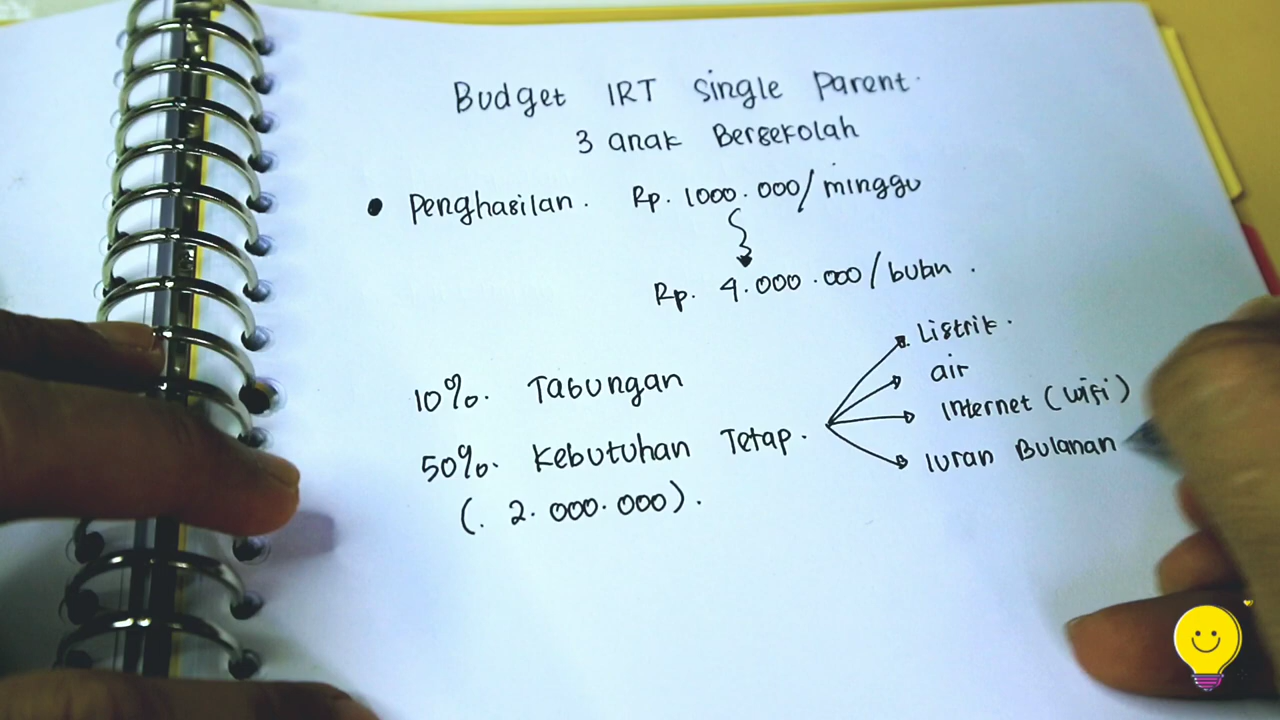 Budget IRT Single Parent.
3 anak Bersekolah
• Penghasilan. Rp. 1000.000/minggu
Rp. 4.000.000/bulan.
10%. Tabungan
50%. Kebutuhan Tetap.
(. 2.000.000).
Listrik.
air
Internet (wifi)
Iuran Bulanan